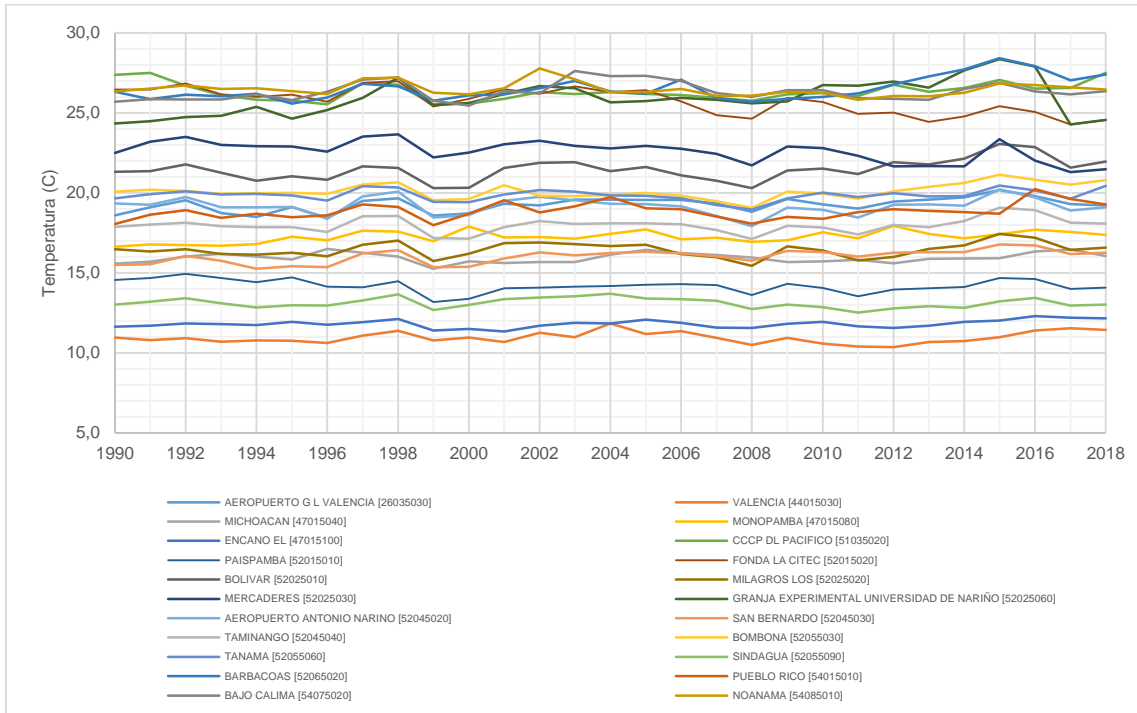 30,0
25,0
20,0
15,0
10,0
5,0
Temperatura (C)
1990 1992 1994 1996 1998 2000 2002 2004 2006 2008 2010 2012 2014 2016 2018
AEROPUERTO G L VALENCIA [26035030] VALENCIA [44015030]
MICHOACAN [47015040] MONOPAMBA [47015080]
ENCANO EL [47015100] CCCP DL PACIFICO [51035020]
PAISPAMBA [52015010] FONDA LA CITEC [52015020]
BOLIVAR [52025010] MILAGROS LOS [52025020]
MERCADERES [52025030] GRANJA EXPERIMENTAL UNIVERSIDAD DE NARIÑO [52025060]
AEROPUERTO ANTONIO NARINO [52045020] SAN BERNARDO [52045030]
TAMINANGO [52045040] BOMBONA [52055030]
TANAMA [52055060] SINDAGUA [52055090]
BARBACOAS [52065020] PUEBLO RICO [54015010]
BAJO CALIMA [54075020] NOANAMA [54085010]